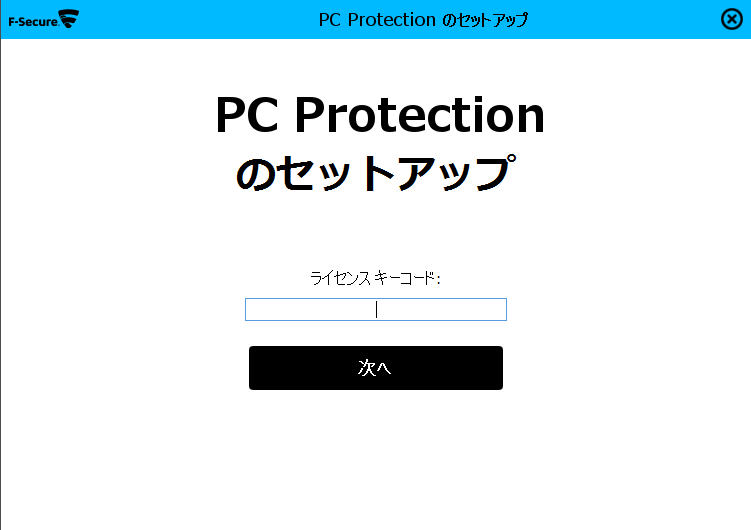 F-Secure. PC Protection のセットアップ
PC Protection
のセットアップ
ライセンス キーコード:
次へ